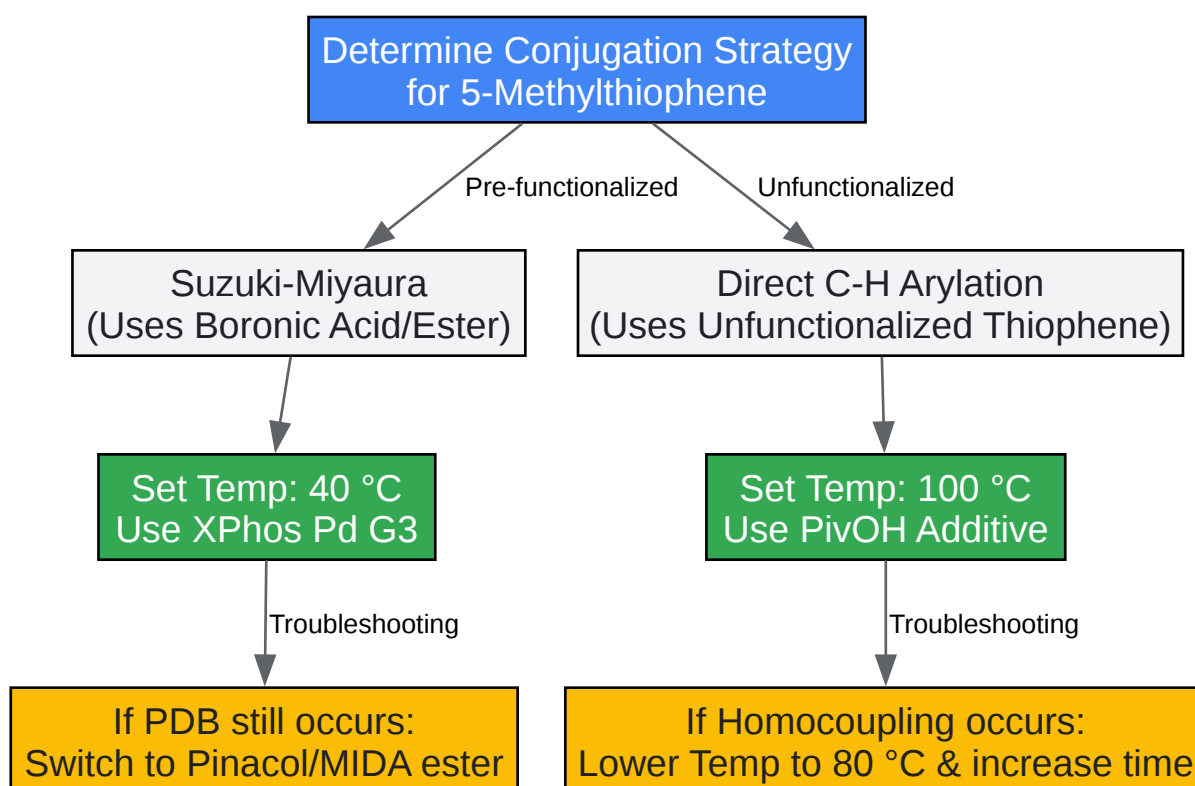 Determine Conjugation Strategy
for 5-Methylthiophene
Pre-functionalized
Unfunctionalized
Suzuki-Miyaura
(Uses Boronic Acid/Ester)
Direct C-H Arylation
(Uses Unfunctionalized Thiophene)
Set Temp: 40 °C
Use XPhos Pd G3
Set Temp: 100 °C
Use PivOH Additive
Troubleshooting
Troubleshooting
If PDB still occurs:
Switch to Pinacol/MIDA ester
If Homocoupling occurs:
Lower Temp to 80 °C & increase time